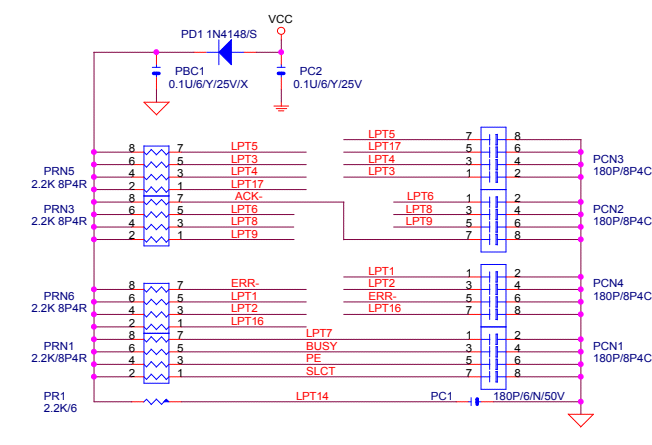 VCC
PD1 1N4148/S
PBC1
0.1U/6/Y/25V/X
PC2
0.1U/6/Y/25V
PRN5
2.2K 8P4R
8 7 LPT5
6 5 LPT3
4 3 LPT4
2 1 LPT17
PRN3
2.2K 8P4R
8 7 ACK-
6 5 LPT6
4 3 LPT8
2 1 LPT9
LPT5 7 8
LPT17 5 6
LPT4 3 4
LPT3 1 2
PCN3
180P/8P4C
LPT6 1 2
LPT8 3 4
LPT9 5 6
7 8
PCN2
180P/8P4C
PRN6
2.2K 8P4R
8 7 ERR-
6 5 LPT1
4 3 LPT2
2 1 LPT16
LPT1 1 2
LPT2 3 4
ERR- 5 6
LPT16 7 8
PCN4
180P/8P4C
PRN1
2.2K/8P4R
8 7 LPT7 1 2
6 5 BUSY 3 4
4 3 PE 5 6
2 1 SLCT 7 8
PCN1
180P/8P4C
PR1
2.2K/6
LPT14
PC1 180P/6/N/50V